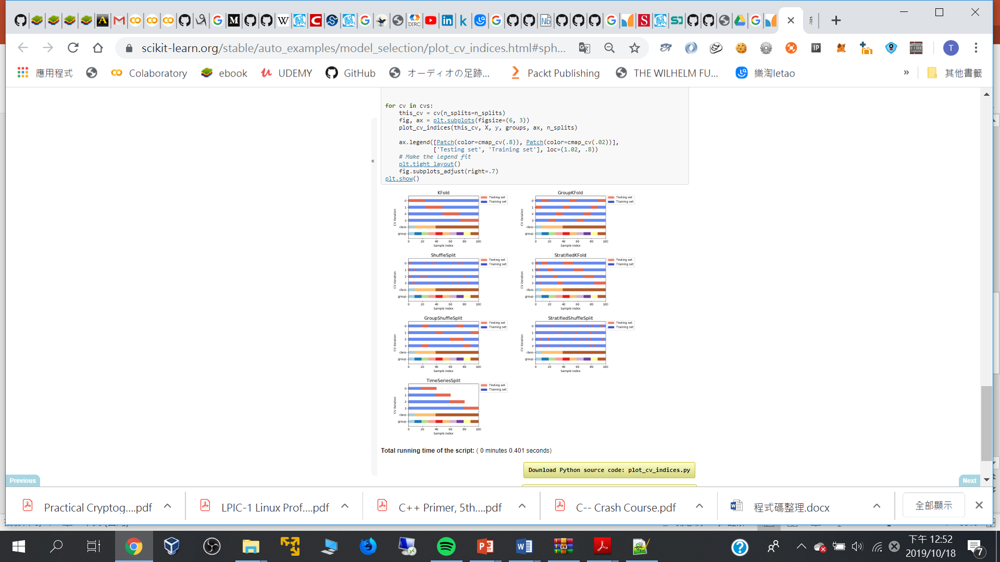 scikit-learn.org/stable/auto_examples/model_selection/plot_cv_indices.html#sph...
T
應用程式
Colaboratory
ebook
UDEMY
GitHub
オーディオの足跡...
Packt Publishing
THE WILHELM FU...
樂淘letao
»
其他書籤
for cv in cvs:
this_cv = cv(n_splits=n_splits)
fig, ax = plt.subplots(figsize=(6, 3))
plot_cv_indices(this_cv, X, y, groups, ax, n_splits)
ax.legend([Patch(color=cmap_cv(.8)), Patch(color=cmap_cv(.02))],
['Testing set', 'Training set'], loc=(1.02, .8))
# Make the legend fit
plt.tight_layout()
fig.subplots_adjust(right=.7)
plt.show()
«
KFold
Testing set
Training set
CV iteration
0
1
2
3
class
group
0 20 40 60 80 100
Sample index
GroupKFold
Testing set
Training set
CV iteration
0
1
2
3
class
group
0 20 40 60 80 100
Sample index
ShuffleSplit
Testing set
Training set
CV iteration
0
1
2
3
class
group
0 20 40 60 80 100
Sample index
StratifiedKFold
Testing set
Training set
CV iteration
0
1
2
3
class
group
0 20 40 60 80 100
Sample index
GroupShuffleSplit
Testing set
Training set
CV iteration
0
1
2
3
class
group
0 20 40 60 80 100
Sample index
StratifiedShuffleSplit
Testing set
Training set
CV iteration
0
1
2
3
class
group
0 20 40 60 80 100
Sample index
TimeSeriesSplit
Testing set
Training set
CV iteration
0
1
2
3
class
group
0 20 40 60 80 100
Sample index
Total running time of the script: ( 0 minutes 0.401 seconds)
Download Python source code: plot_cv_indices.py
Previous
Next
Practical Cryptog....pdf
LPIC-1 Linux Prof....pdf
C++ Primer, 5th....pdf
C-- Crash Course.pdf
程式碼整理.docx
全部顯示
下午 12:52
2019/10/18
7